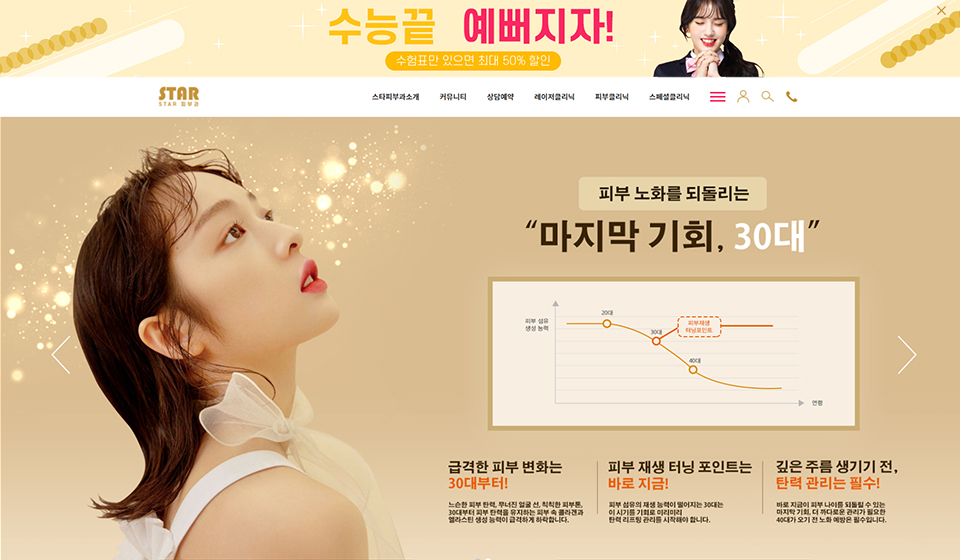 수능끝 예뻐지자!
수험표만 있으면 최대 50% 할인
STAR
STAR 피부과
스타피부과소개 커뮤니티 상담예약 레이저클리닉 피부클리닉 스페셜클리닉
피부 노화를 되돌리는
“마지막 기회, 30대”
피부 섬유
생성 능력
20대
30대
피부재생
터닝포인트
40대
연령
급격한 피부 변화는
30대부터!
느슨한 피부 탄력, 무너진 얼굴 선, 칙칙한 피부톤,
30대부터 피부 탄력을 유지하는 피부 속 콜라겐과
엘라스틴 생성 능력이 급격하게 하락합니다.
피부 재생 터닝 포인트는
바로 지금!
피부 섬유의 재생 능력이 떨어지는 30대는
이 시기를 기회로 미리미리
탄력 리프팅 관리를 시작해야 합니다.
깊은 주름 생기기 전,
탄력 관리는 필수!
바로 지금이 피부 나이를 되돌릴 수 있는
마지막 기회, 더 까다로운 관리가 필요한
40대가 오기 전 노화 예방은 필수입니다.